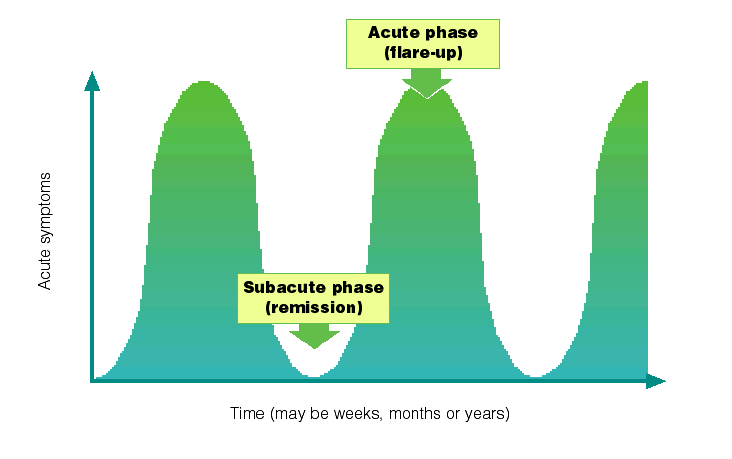 Acute phase
(flare-up)
Acute symptoms
Subacute phase
(remission)
Time (may be weeks, months or years)